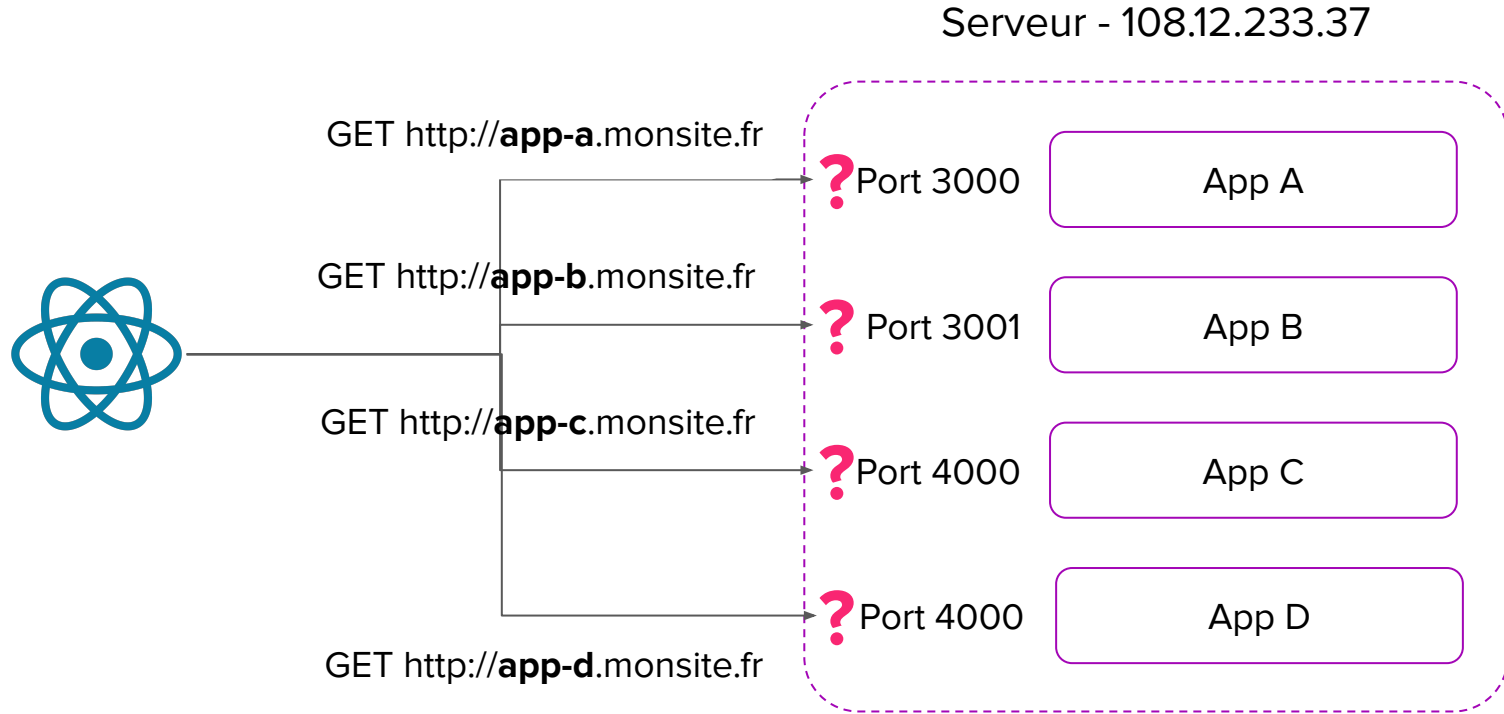 Serveur - 108.12.233.37
GET http://app-a.monsite.fr
?Port 3000
App A
GET http://app-b.monsite.fr
? Port 3001
App B
GET http://app-c.monsite.fr
?Port 4000
App C
?Port 4000
App D
GET http://app-d.monsite.fr